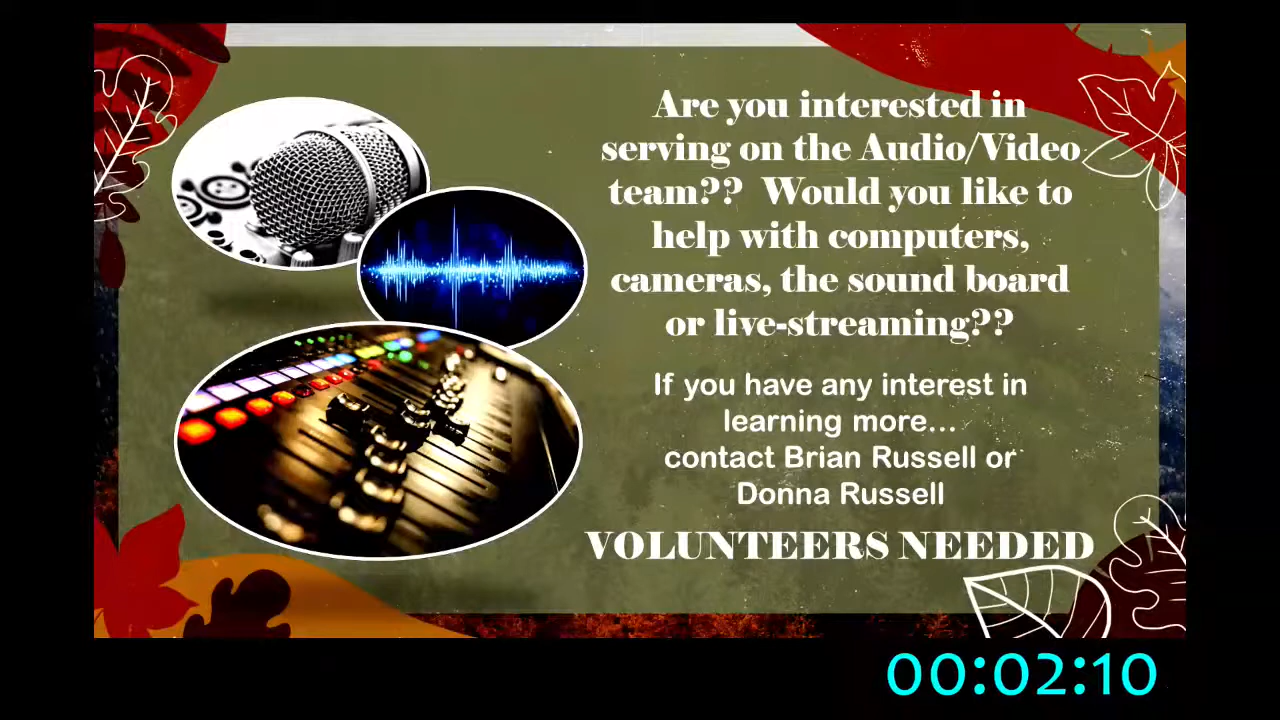 Are you interested in
serving on the Audio/Video
team??  Would you like to
help with computers,
cameras, the sound board
or live-streaming??
If you have any interest in
learning more...
contact Brian Russell or
Donna Russell
VOLUNTEERS NEEDED
00:02:10